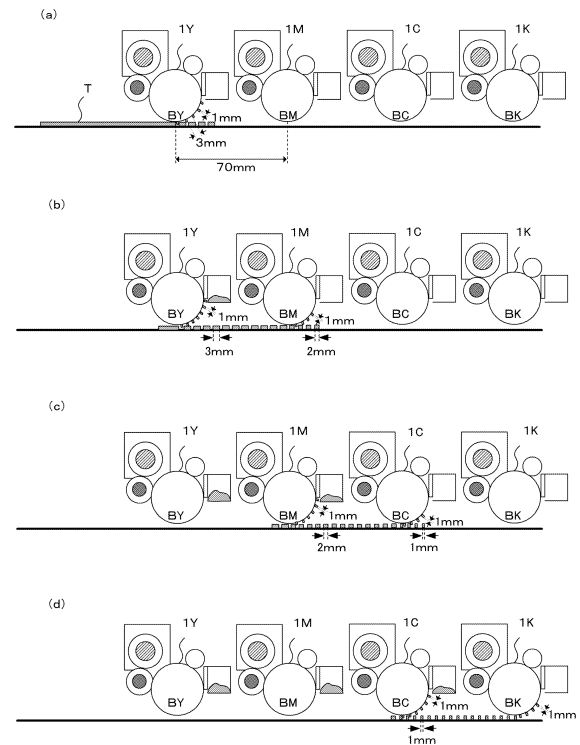 (a)
1Y 1M 1C 1K
T
BY BM BC BK
1mm
3mm
70mm
(b)
1Y 1M 1C 1K
BY BM BC BK
1mm 1mm
3mm 2mm
(c)
1Y 1M 1C 1K
BY BM BC BK
1mm 1mm
2mm 1mm
(d)
1Y 1M 1C 1K
BY BM BC BK
1mm 1mm
1mm